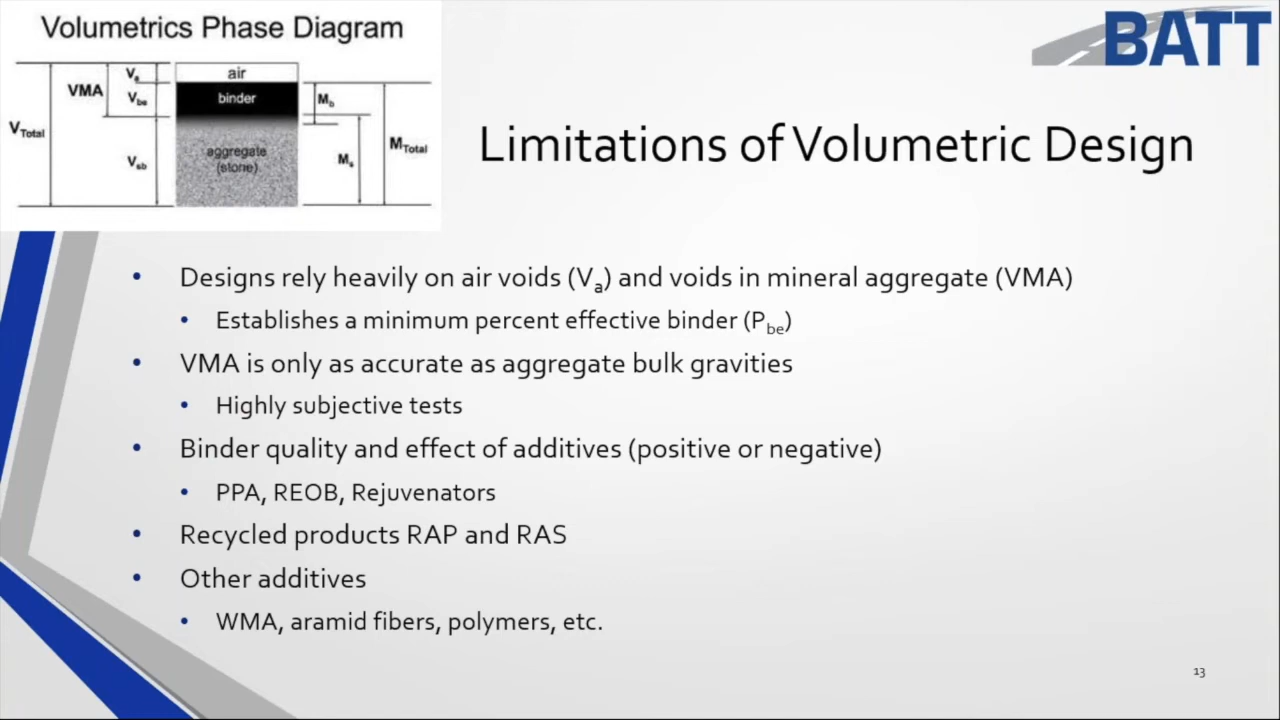 Volumetrics Phase Diagram
BATT
air
binder
aggregate
(stone)
VMA
Va
Vbe
VTotal
Vsb
Mb
Ms
MTotal
Limitations of Volumetric Design
• Designs rely heavily on air voids (Va) and voids in mineral aggregate (VMA)
• Establishes a minimum percent effective binder (Pbe)
• VMA is only as accurate as aggregate bulk gravities
• Highly subjective tests
• Binder quality and effect of additives (positive or negative)
• PPA, REOB, Rejuvenators
• Recycled products RAP and RAS
• Other additives
• WMA, aramid fibers, polymers, etc.
13